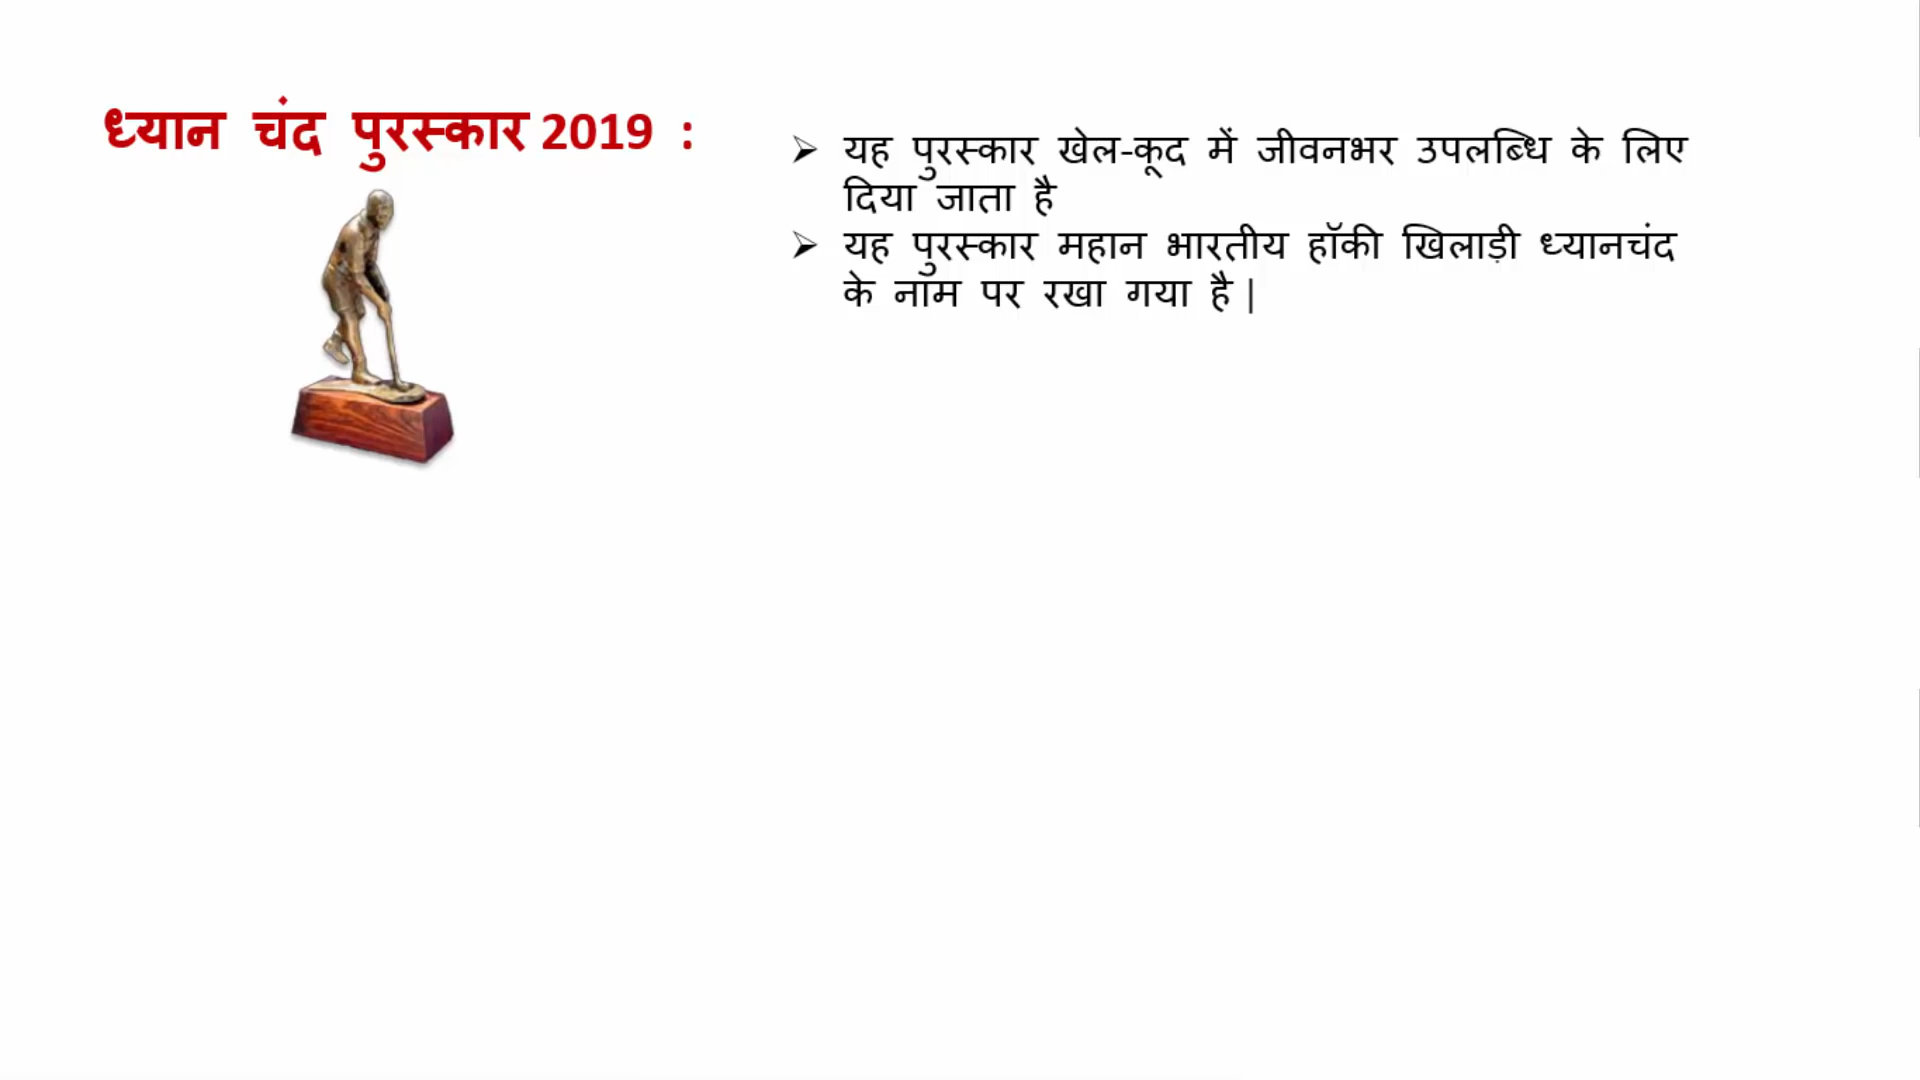 ध्यान चंद पुरस्कार 2019 :
➢ यह पुरस्कार खेल-कूद में जीवनभर उपलब्धि के लिए
दिया जाता है
➢ यह पुरस्कार महान भारतीय हॉकी खिलाड़ी ध्यानचंद
के नाम पर रखा गया है |